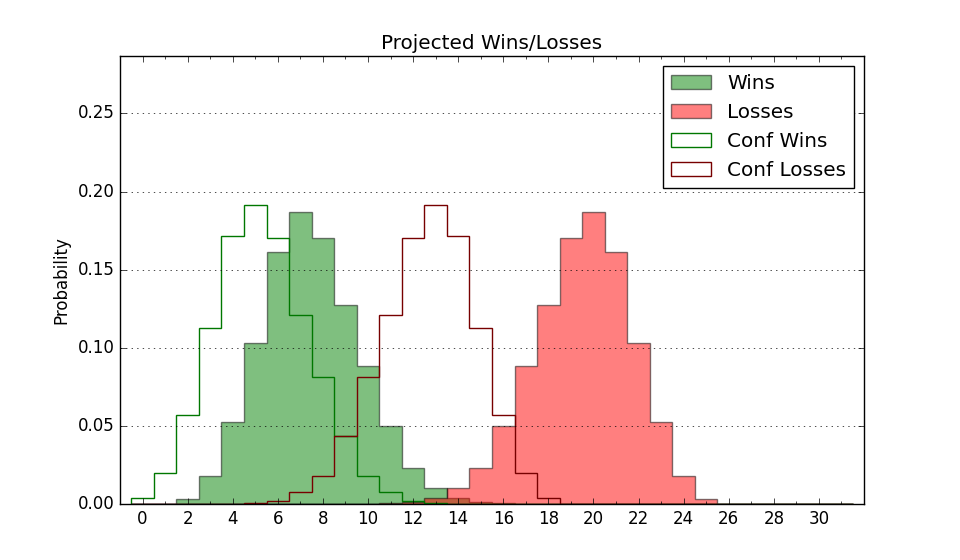 Projected Wins/Losses
Wins
Losses
Conf Wins
Conf Losses
Probability
0.25
0.20
0.15
0.10
0.05
0.00
0 2 4 6 8 10 12 14 16 18 20 22 24 26 28 30